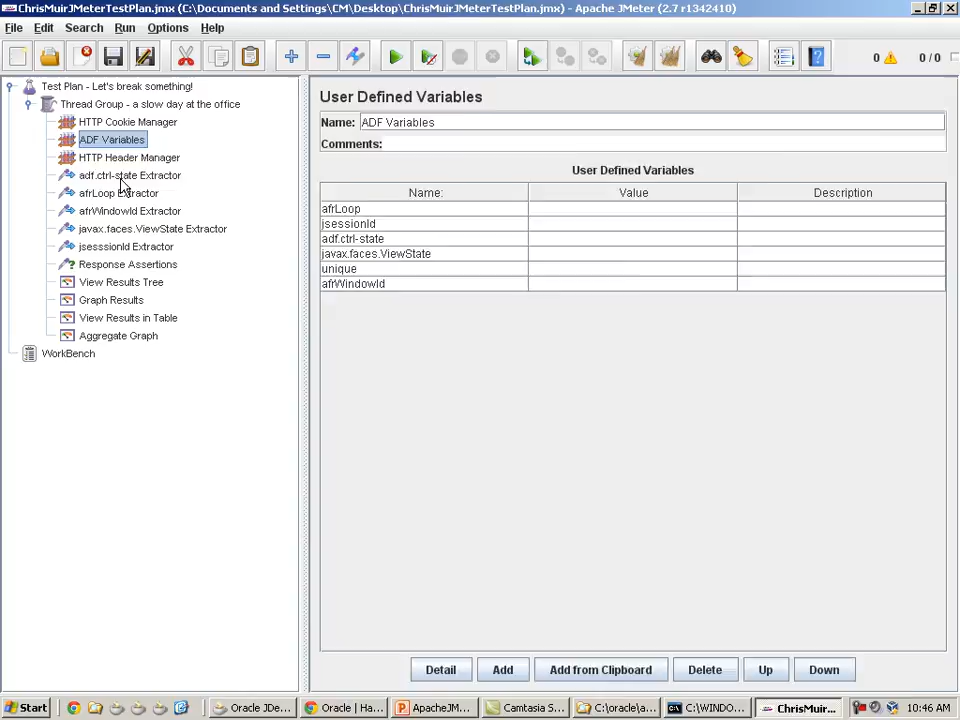 ChrisMuirJMeterTestPlan.jmx (C:\Documents and Settings\CM\Desktop\ChrisMuirJMeterTestPlan.jmx) - Apache JMeter (2.7 r1342410)
File Edit Search Run Options Help
0 0 / 0
Test Plan - Let's break something!
Thread Group - a slow day at the office
HTTP Cookie Manager
ADF Variables
HTTP Header Manager
adf.ctrl-state Extractor
afrLoop Extractor
afrWindowId Extractor
javax.faces.ViewState Extractor
jsesssionId Extractor
Response Assertions
View Results Tree
Graph Results
View Results in Table
Aggregate Graph
WorkBench
User Defined Variables
Name: ADF Variables
Comments:
User Defined Variables
Name: Value Description
afrLoop
jsessionId
adf.ctrl-state
javax.faces.ViewState
unique
afrWindowId
Detail Add Add from Clipboard Delete Up Down
Start Oracle JDe... Oracle | Ha... ApacheJM... Camtasia S... C:\oracle\a... C:\WINDO... ChrisMuir... 10:46 AM